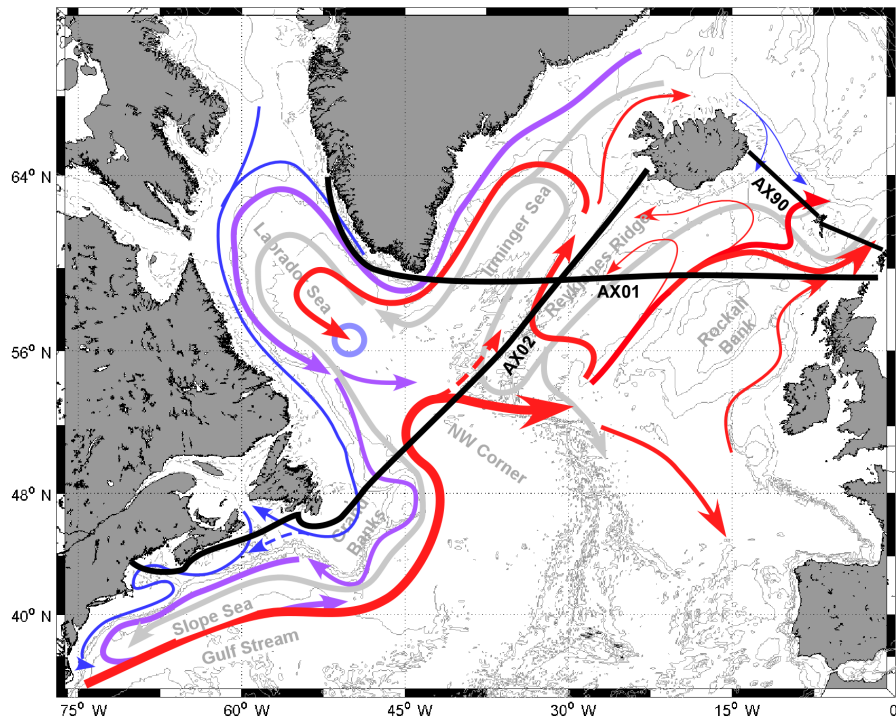 64° N
56° N
48° N
40° N
75° W
60° W
45° W
30° W
15° W
0
Labrador
Sea
Irminger Sea
Reykjanes Ridge
AX90
AX01
AX02
Rockall
Bank
NW Corner
Grand
Banks
Slope Sea
Gulf Stream